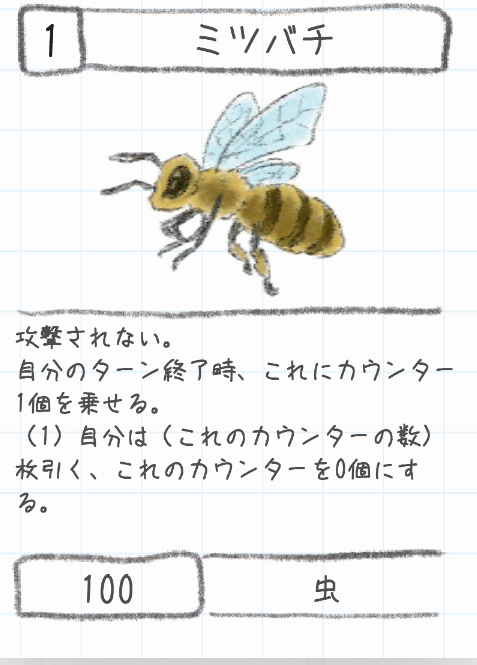 1
ミツバチ
攻撃されない。
自分のターン終了時、これにカウンター
1個を乗せる。
（1）自分は（これのカウンターの数）
枚引く、これのカウンターを0個にす
る。
100
虫